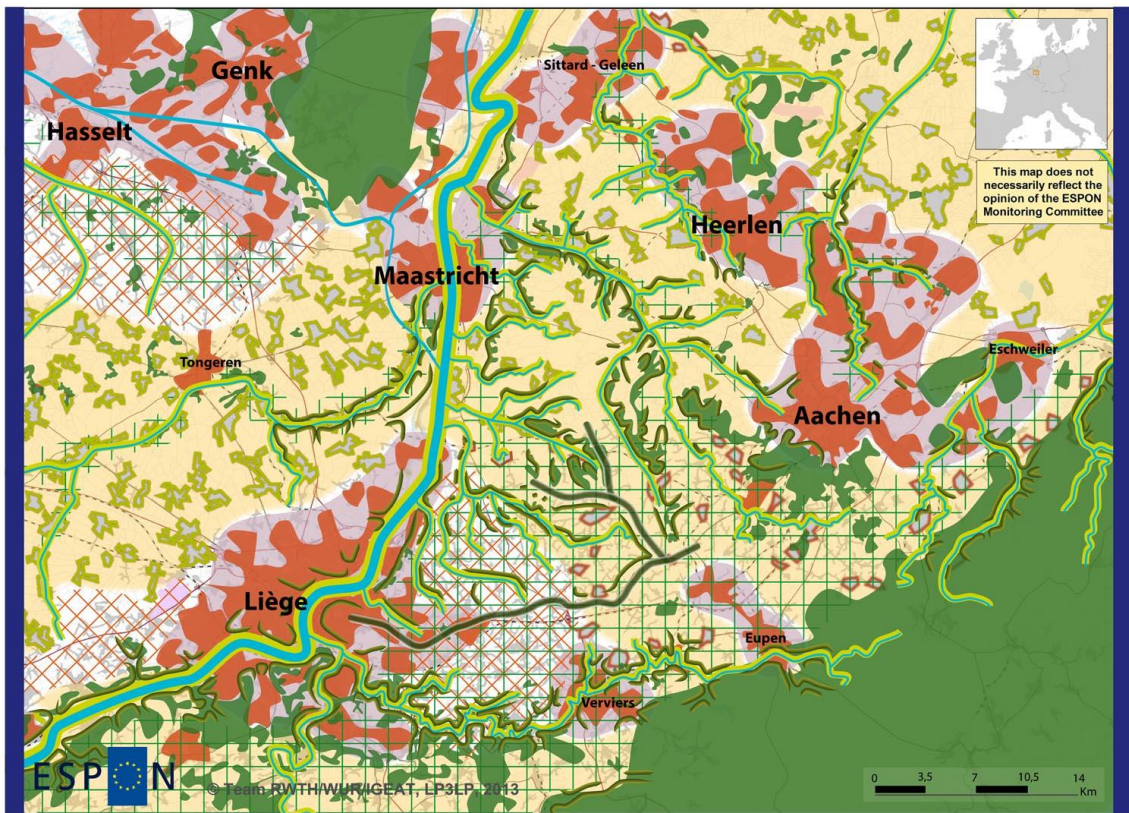 Genk
Sittard - Geleen
Hasselt
This map does not
necessarily reflect the
opinion of the ESPON
Monitoring Committee
Heerlen
Maastricht
Tongeren
Eschweiler
Aachen
Liège
Eupen
Verviers
ESPON
© Team RWTH/WUR/IGEAT, LP3LP, 2013
0 3,5 7 10,5 14
Km